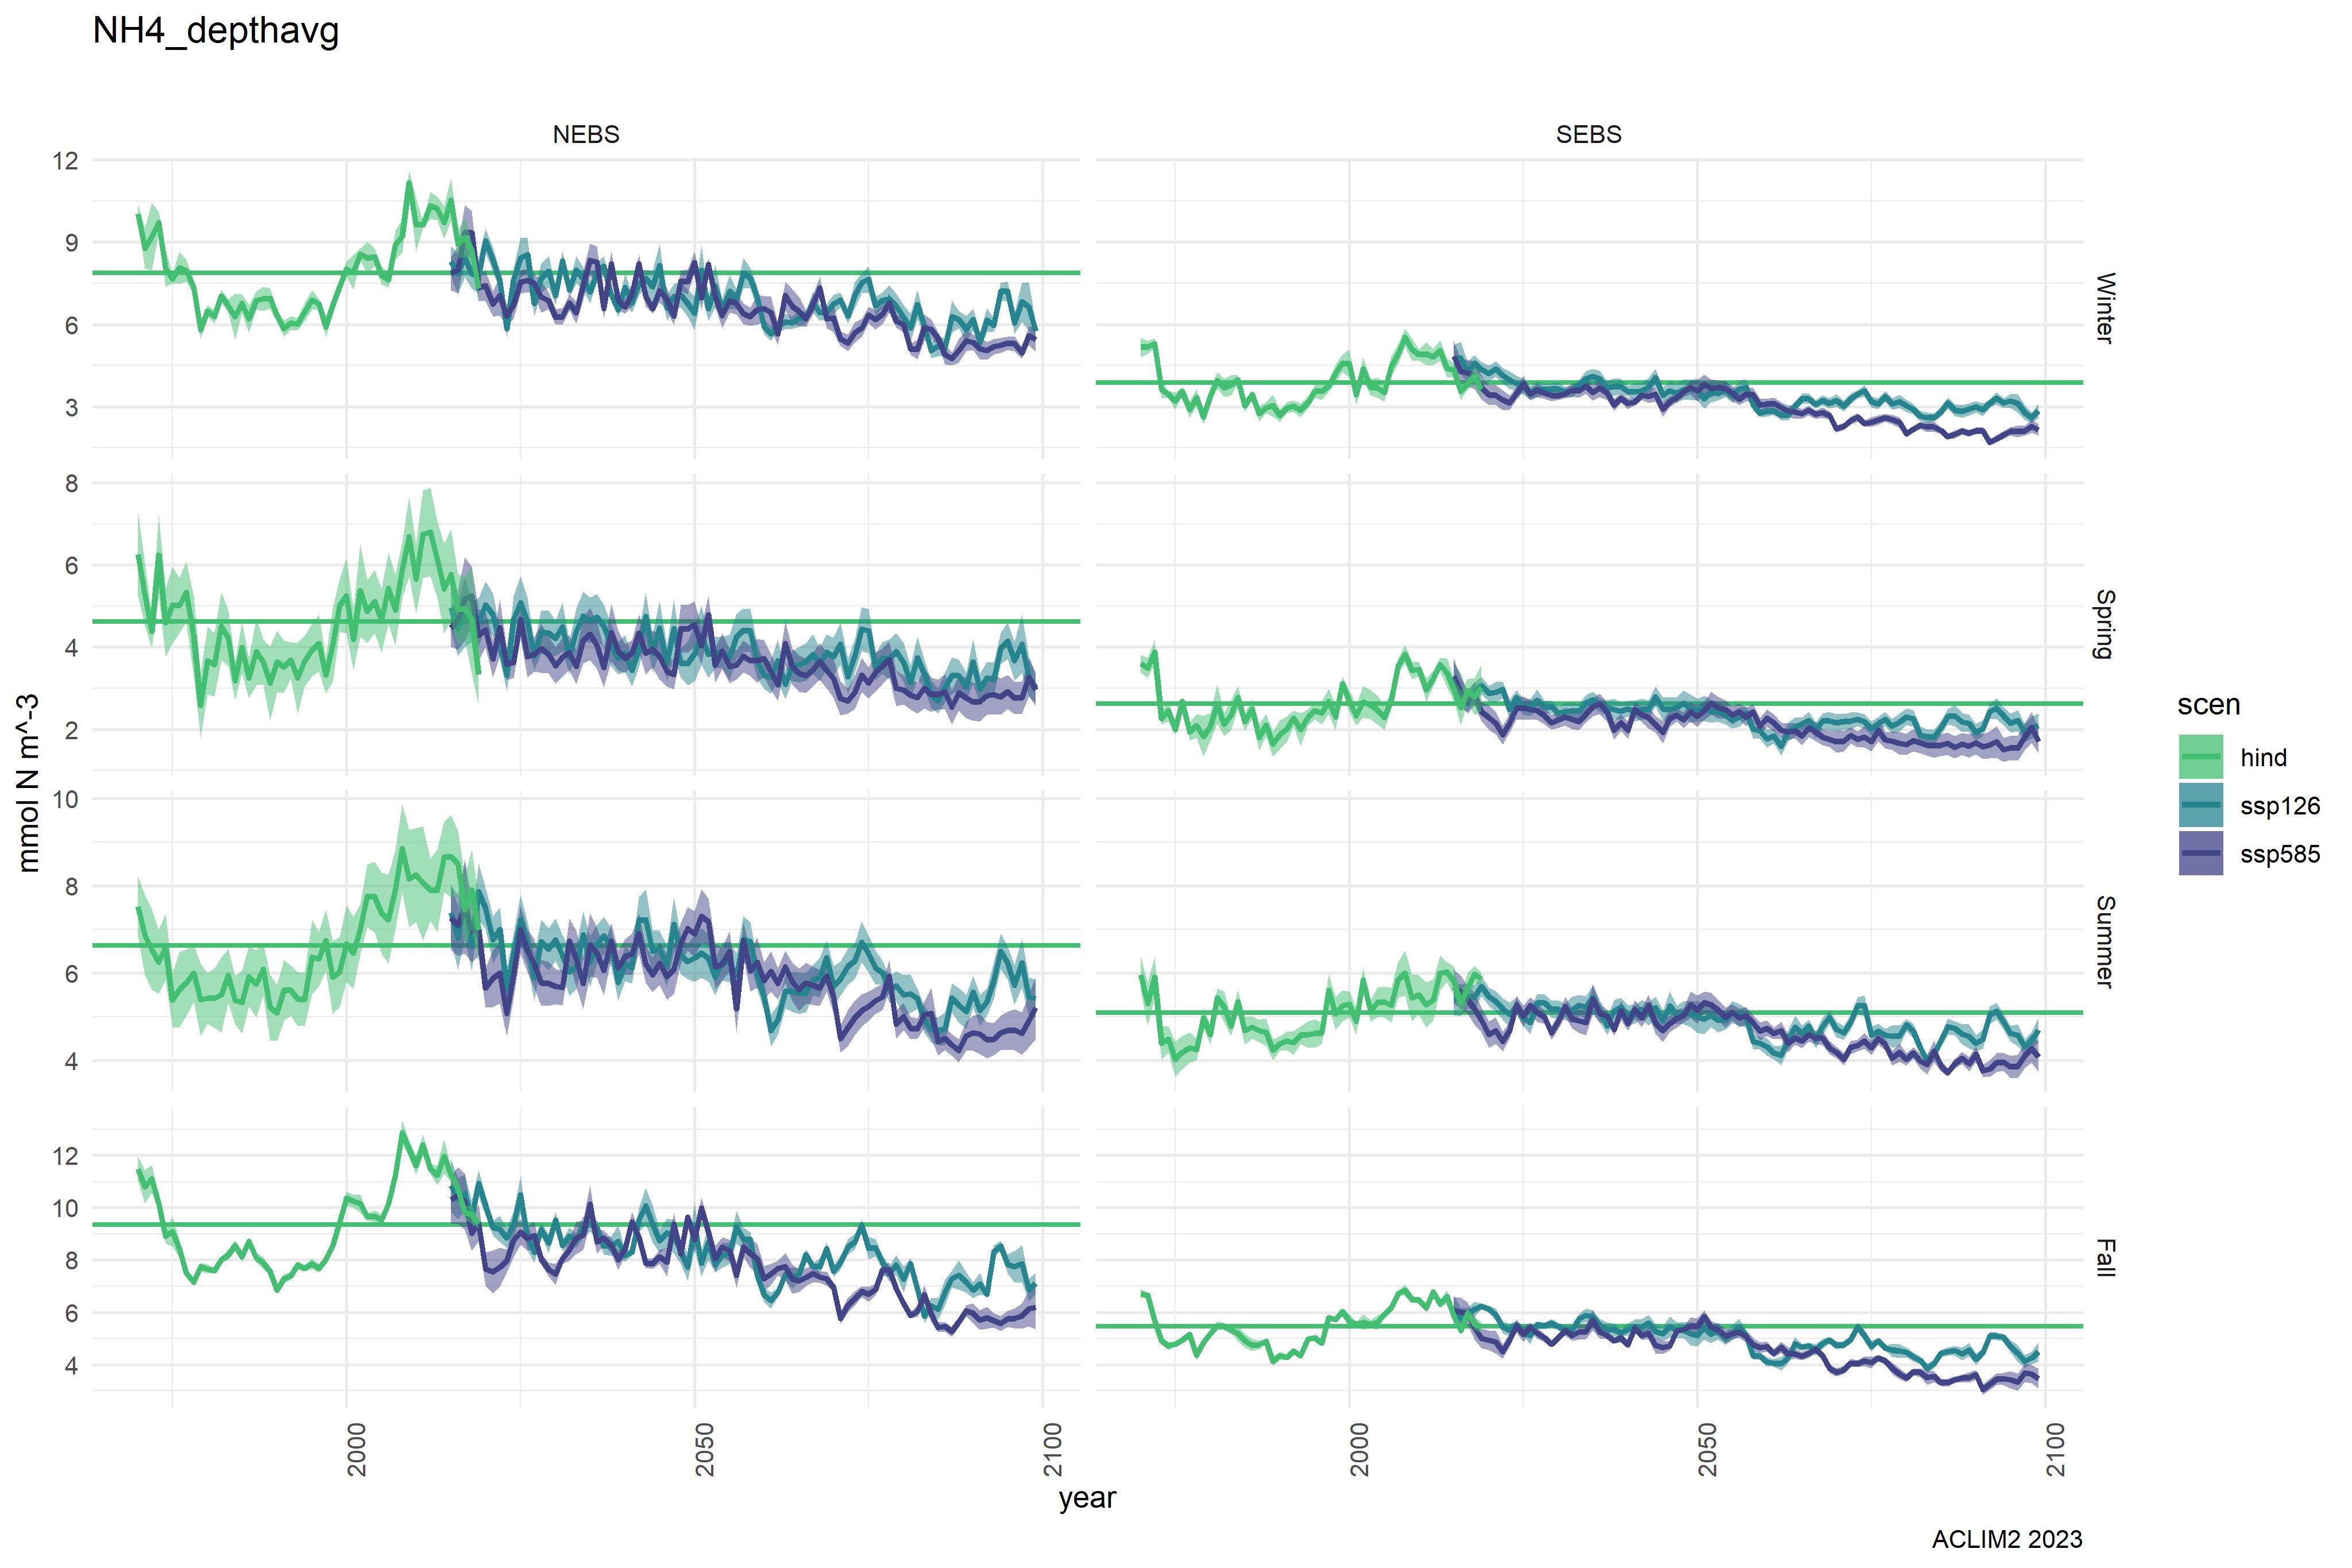 NH4_depthavg
NEBS
SEBS
12
9
6
3
Winter
8
6
4
2
Spring
10
8
6
4
Summer
12
10
8
6
4
Fall
mmol N m^-3
2000
2050
2100
2000
2050
2100
year
scen
hind
ssp126
ssp585
ACLIM2 2023